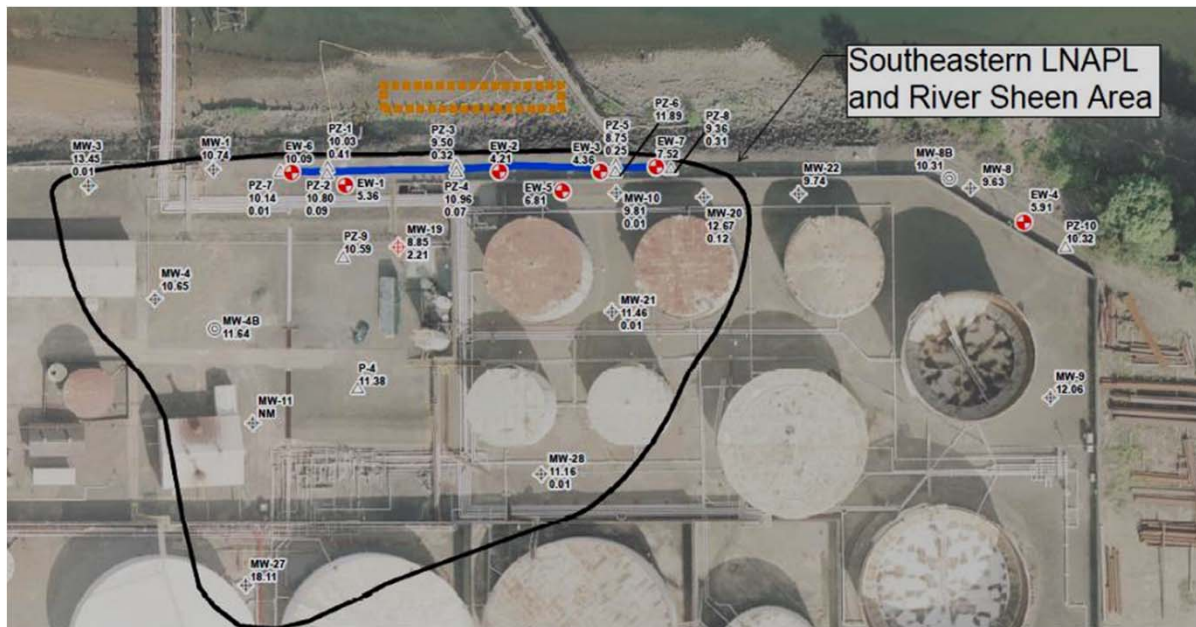 Southeastern LNAPL
and River Sheen Area
MW-3
13.45
0.01
MW-1
10.74
EW-6
10.09
PZ-1
10.03
0.41
PZ-3
9.50
0.32
EW-2
4.21
EW-3
4.36
PZ-5
8.75
0.25
PZ-6
11.89
EW-7
7.52
PZ-8
9.36
0.31
PZ-7
10.14
0.01
PZ-2
10.80
0.09
EW-1
5.36
PZ-4
10.96
0.07
EW-5
6.81
MW-10
9.81
0.01
MW-20
12.67
0.12
MW-22
9.74
MW-8B
10.31
MW-8
9.63
EW-4
5.91
PZ-10
10.32
PZ-9
10.59
MW-19
8.85
2.21
MW-4
10.65
MW-4B
11.64
MW-21
11.46
0.01
P-4
11.38
MW-11
NM
MW-9
12.06
MW-28
11.16
0.01
MW-27
18.11